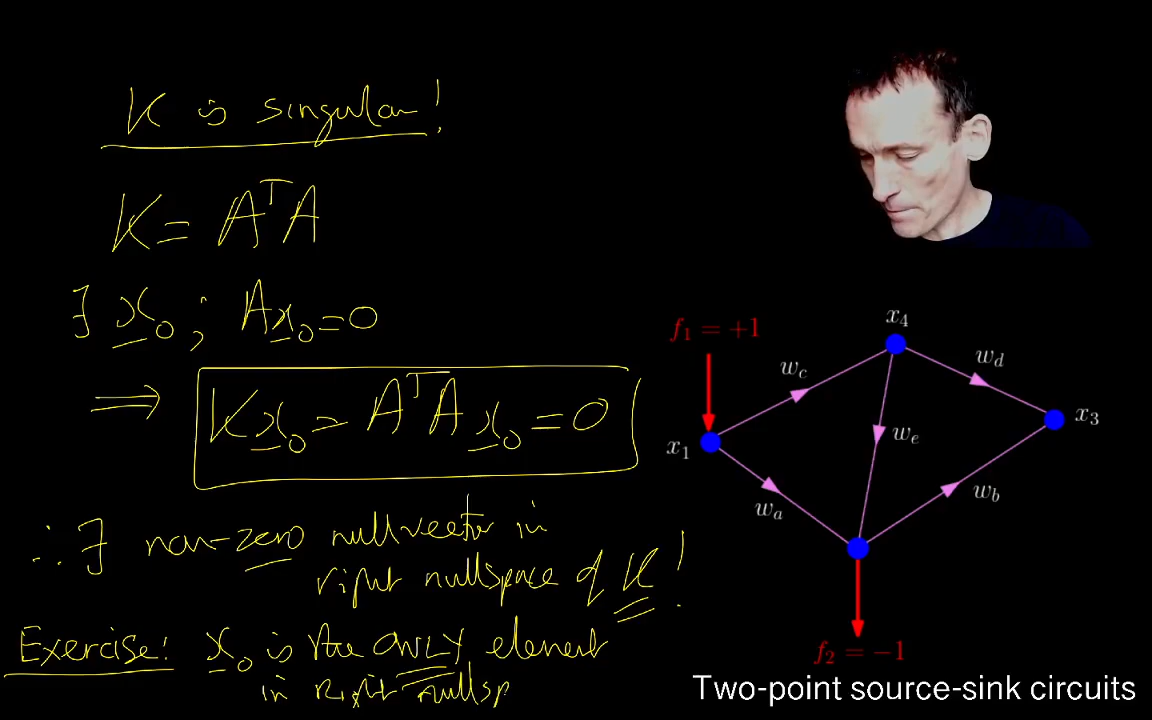 K is singular!
K = AᵀA
∃ x₀ ; Ax₀ = 0
⟹ Kx₀ = AᵀAx₀ = 0
∴ ∃ non-zero nullvector in
right nullspace of K!
Exercise: x₀ is the ONLY element
in right nullsp
f₁ = +1
x₄
w_c
w_d
x₃
x₁
w_e
w_a
w_b
f₂ = −1
Two-point source-sink circuits